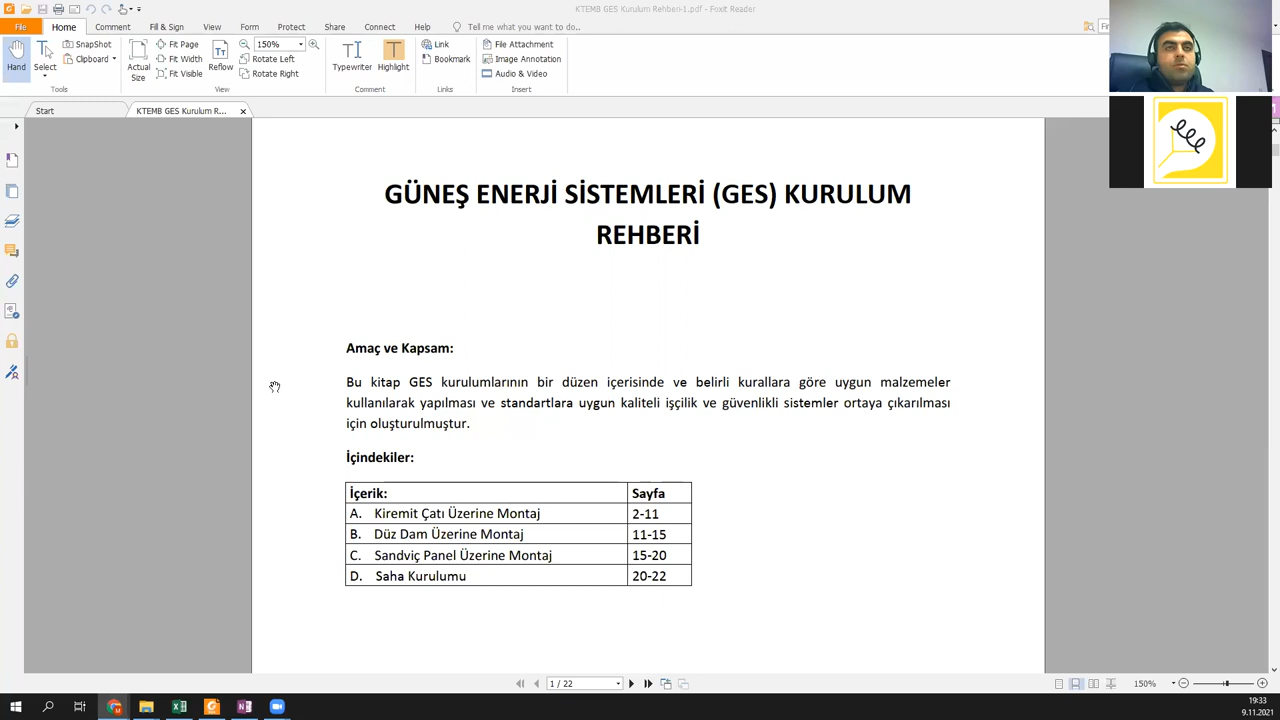 KTEMB GES Kurulum Rehberi-1.pdf - Foxit Reader
File Home Comment Fill & Sign View Form Protect Share Connect Help Tell me what you want to do..
Hand
Select
SnapShot
Clipboard
Tools
Actual Size
Fit Page
Fit Width
Fit Visible
Reflow
150%
Rotate Left
Rotate Right
View
Typewriter
Highlight
Comment
Link
Bookmark
Links
File Attachment
Image Annotation
Audio & Video
Insert
Start
KTEMB GES Kurulum R...
GÜNEŞ ENERJİ SİSTEMLERİ (GES) KURULUM
REHBERİ
Amaç ve Kapsam:
Bu kitap GES kurulumlarının bir düzen içerisinde ve belirli kurallara göre uygun malzemeler
kullanılarak yapılması ve standartlara uygun kaliteli işçilik ve güvenlikli sistemler ortaya çıkarılması
için oluşturulmuştur.
İçindekiler:
İçerik: Sayfa
A. Kiremit Çatı Üzerine Montaj 2-11
B. Düz Dam Üzerine Montaj 11-15
C. Sandviç Panel Üzerine Montaj 15-20
D. Saha Kurulumu 20-22
1 / 22
150%
19:33
9.11.2021